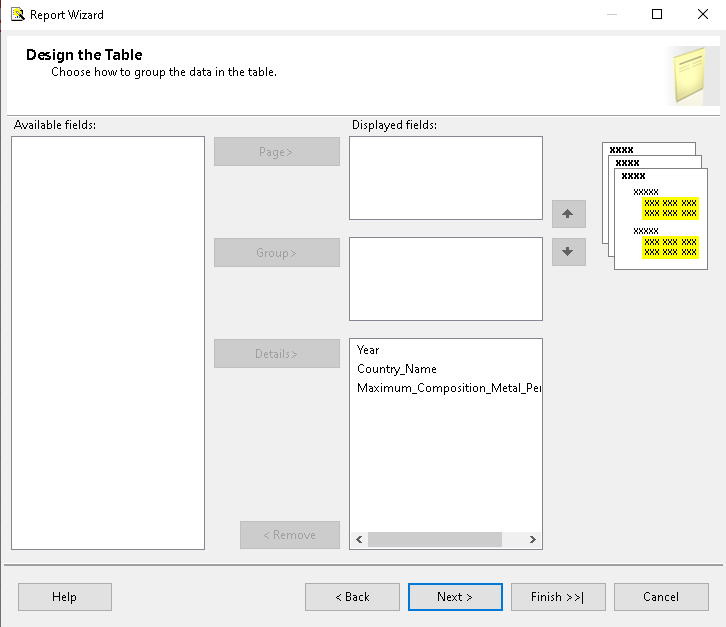 Report Wizard
Design the Table
Choose how to group the data in the table.
Available fields:
Displayed fields:
Page>
Group>
Details>
< Remove
Year
Country_Name
Maximum_Composition_Metal_Per
xxxx
xxxx
xxxx
xxxxx
xxx xxx xxx
xxx xxx xxx
xxxxx
xxx xxx xxx
xxx xxx xxx
Help
< Back
Next >
Finish >>|
Cancel